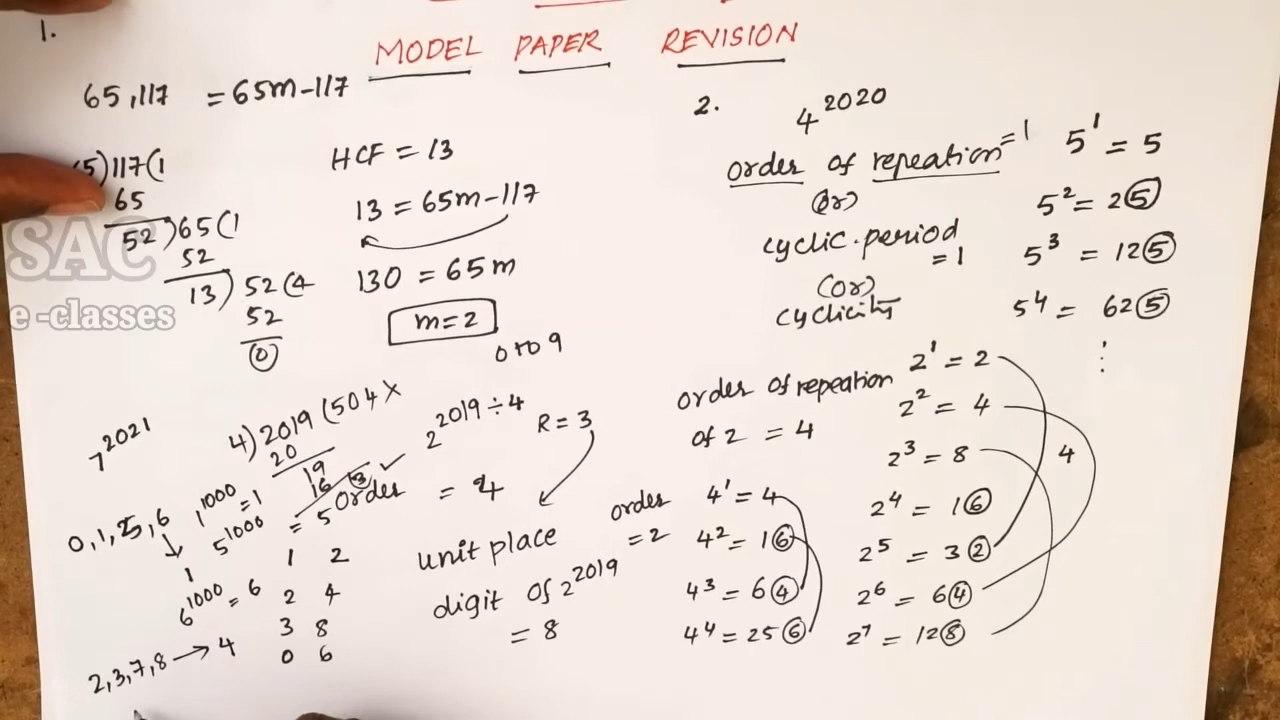 1.
MODEL PAPER REVISION
65,117 = 65m-117
5)117(1
65
52)65(1
52
13)52(4
52
0
HCF = 13
13 = 65m-117
130 = 65m
m=2
0 to 9
SAC
e -classes
7^2021
4)2019(504 x
20
19
16
3
2^2019÷4
R = 3
order = 4
0,1,5,6
1
1^1000 = 1
5^1000 = 5
6^1000 = 6
2,3,7,8 → 4
1 2
2 4
3 8
0 6
unit place
digit of 2^2019
= 8
2.
4^2020
order of repeation = 1
(or)
cyclic.period
= 1
(or)
cyclicity
5^1 = 5
5^2 = 25
5^3 = 125
5^4 = 625
⋮
order of repeation
of 2 = 4
2^1 = 2
2^2 = 4
2^3 = 8
2^4 = 16
2^5 = 32
2^6 = 64
2^7 = 128
4
order
= 2
4^1 = 4
4^2 = 16
4^3 = 64
4^4 = 256